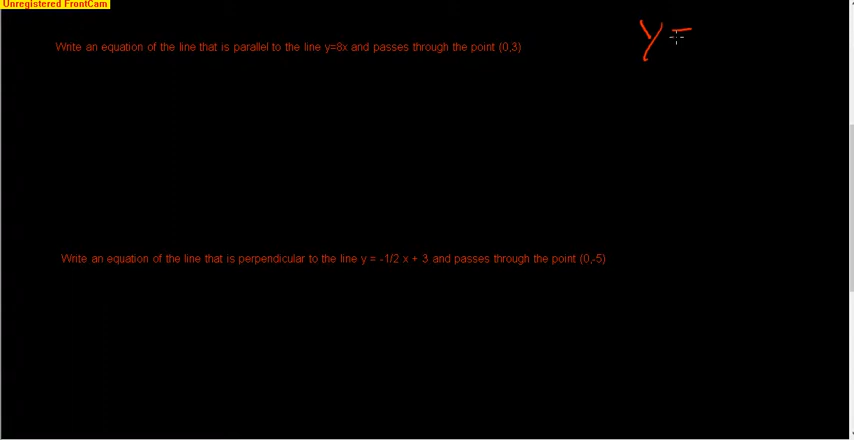 Unregistered FrontCam
Write an equation of the line that is parallel to the line y=8x and passes through the point (0,3)
y=
Write an equation of the line that is perpendicular to the line y = -1/2 x + 3 and passes through the point (0,-5)